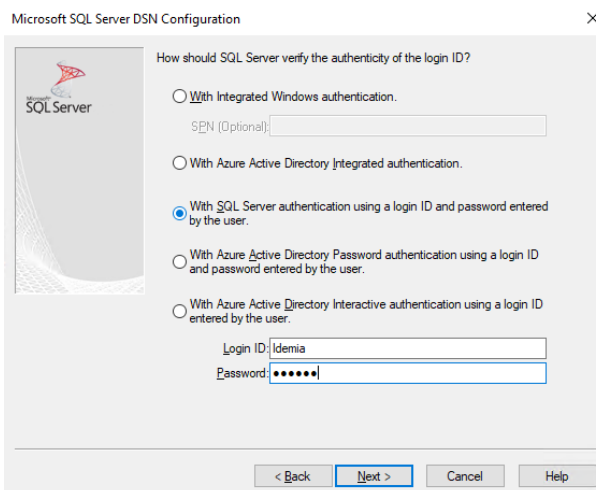 Microsoft SQL Server DSN Configuration
How should SQL Server verify the authenticity of the login ID?
Microsoft
SQL Server
With Integrated Windows authentication.
SPN (Optional):
With Azure Active Directory Integrated authentication.
With SQL Server authentication using a login ID and password entered
by the user.
With Azure Active Directory Password authentication using a login ID
and password entered by the user.
With Azure Active Directory Interactive authentication using a login ID
entered by the user.
Login ID: Idemia
Password: ●●●●●●
< Back Next > Cancel Help